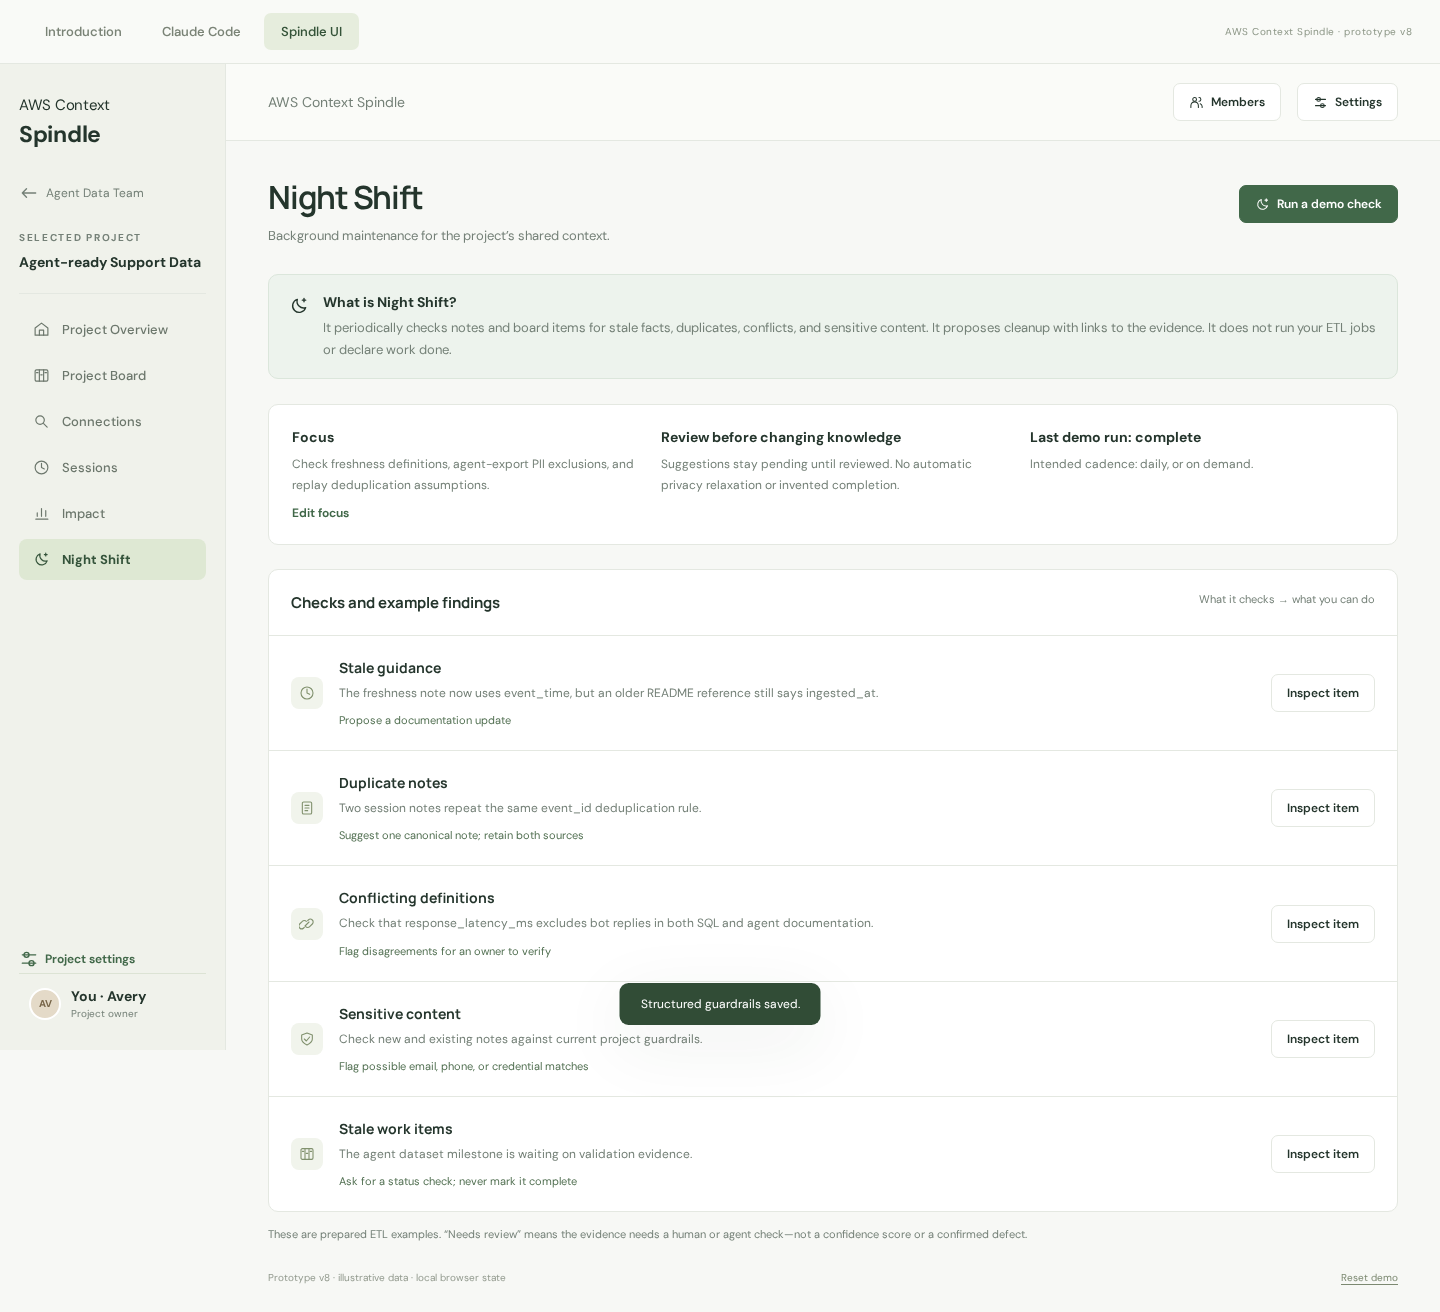 Introduction
Claude Code
Spindle UI
AWS Context Spindle · prototype v8
AWS Context
Spindle
Agent Data Team
SELECTED PROJECT
Agent-ready Support Data
Project Overview
Project Board
Connections
Sessions
Impact
Night Shift
Project settings
AV
You · Avery
Project owner
AWS Context Spindle
Members
Settings
Night Shift
Background maintenance for the project’s shared context.
Run a demo check
What is Night Shift?
It periodically checks notes and board items for stale facts, duplicates, conflicts, and sensitive content. It proposes cleanup with links to the evidence. It does not run your ETL jobs
or declare work done.
Focus
Check freshness definitions, agent-export PII exclusions, and
replay deduplication assumptions.
Edit focus
Review before changing knowledge
Suggestions stay pending until reviewed. No automatic
privacy relaxation or invented completion.
Last demo run: complete
Intended cadence: daily, or on demand.
Checks and example findings
What it checks → what you can do
Stale guidance
The freshness note now uses event_time, but an older README reference still says ingested_at.
Propose a documentation update
Inspect item
Duplicate notes
Two session notes repeat the same event_id deduplication rule.
Suggest one canonical note; retain both sources
Inspect item
Conflicting definitions
Check that response_latency_ms excludes bot replies in both SQL and agent documentation.
Flag disagreements for an owner to verify
Inspect item
Structured guardrails saved.
Sensitive content
Check new and existing notes against current project guardrails.
Flag possible email, phone, or credential matches
Inspect item
Stale work items
The agent dataset milestone is waiting on validation evidence.
Ask for a status check; never mark it complete
Inspect item
These are prepared ETL examples. “Needs review” means the evidence needs a human or agent check—not a confidence score or a confirmed defect.
Prototype v8 · illustrative data · local browser state
Reset demo